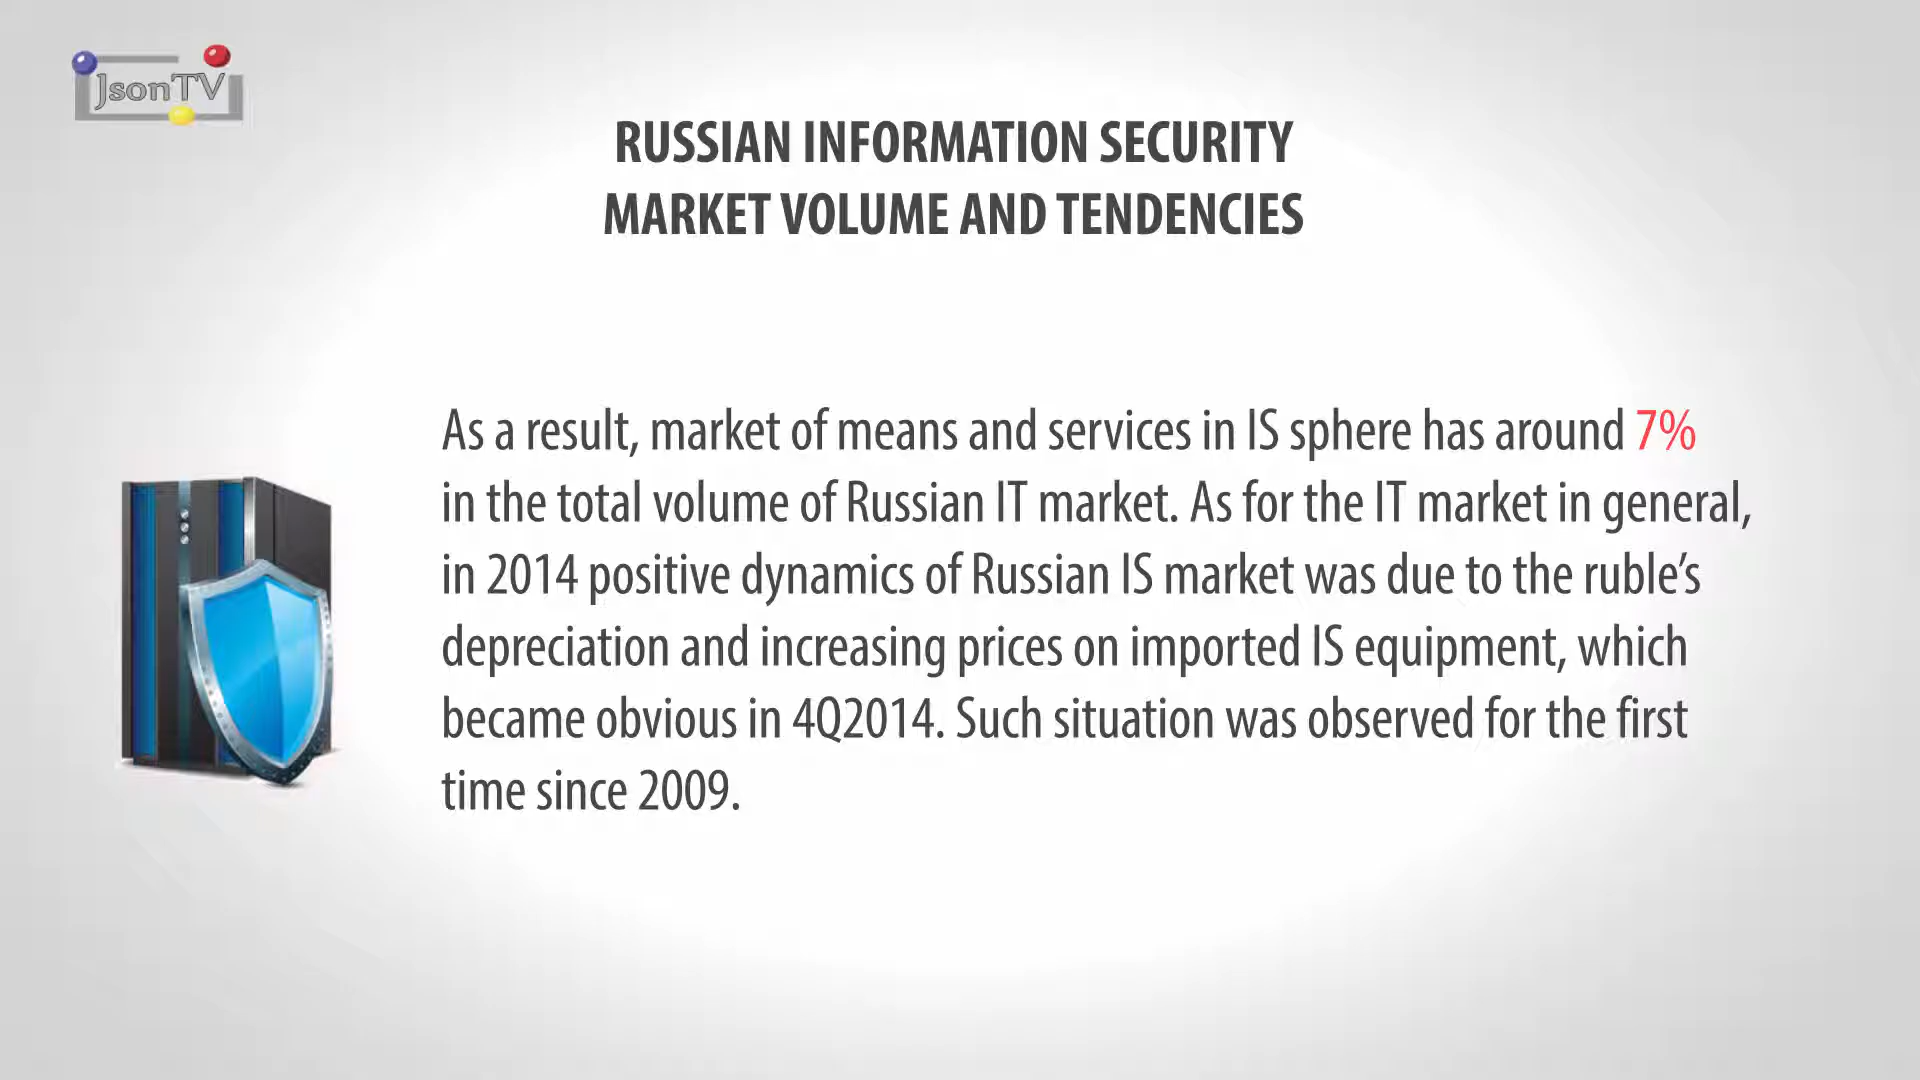 JsonTV
RUSSIAN INFORMATION SECURITY
MARKET VOLUME AND TENDENCIES
As a result, market of means and services in IS sphere has around 7%
in the total volume of Russian IT market. As for the IT market in general,
in 2014 positive dynamics of Russian IS market was due to the ruble’s
depreciation and increasing prices on imported IS equipment, which
became obvious in 4Q2014. Such situation was observed for the first
time since 2009.